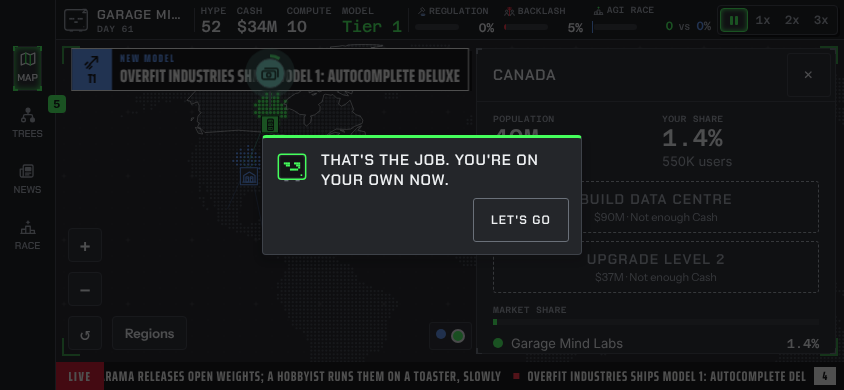 GARAGE MI...
DAY 61
HYPE
52
CASH
$34M
COMPUTE
10
MODEL
Tier 1
REGULATION
0%
BACKLASH
5%
AGI RACE
0 vs 0%
1x
2x
3x
MAP
5
TREES
NEWS
RACE
NEW MODEL
T1
OVERFIT INDUSTRIES SH
ODEL 1: AUTOCOMPLETE DELUXE
CANADA
×
POPULATION
YOUR SHARE
1.4%
550K users
THAT'S THE JOB. YOU'RE ON
YOUR OWN NOW.
LET'S GO
BUILD DATA CENTRE
$90M · Not enough Cash
UPGRADE LEVEL 2
$37M · Not enough Cash
MARKET SHARE
Garage Mind Labs
1.4%
+
−
↺
Regions
LIVE
RAMA RELEASES OPEN WEIGHTS; A HOBBYIST RUNS THEM ON A TOASTER, SLOWLY
OVERFIT INDUSTRIES SHIPS MODEL 1: AUTOCOMPLETE DEL
4